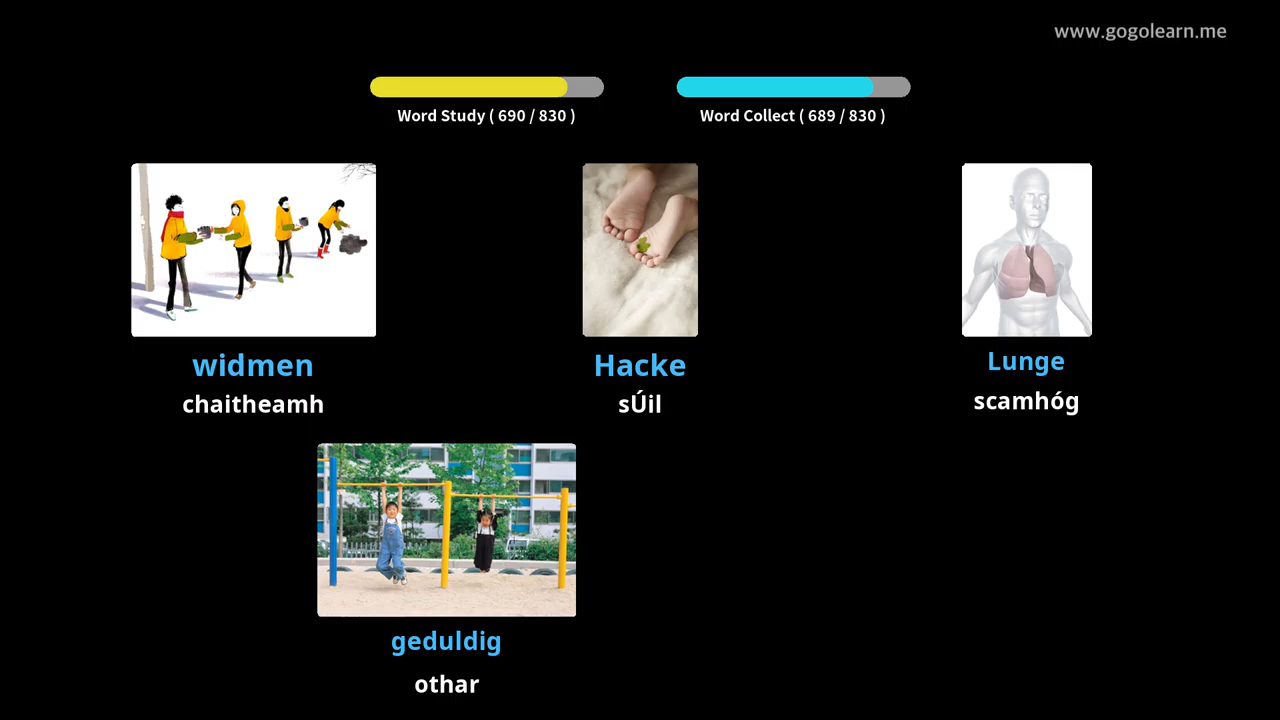 www.gogolearn.me
Word Study ( 690 / 830 )
Word Collect ( 689 / 830 )
widmen
chaitheamh
Hacke
sÚil
Lunge
scamhóg
geduldig
othar